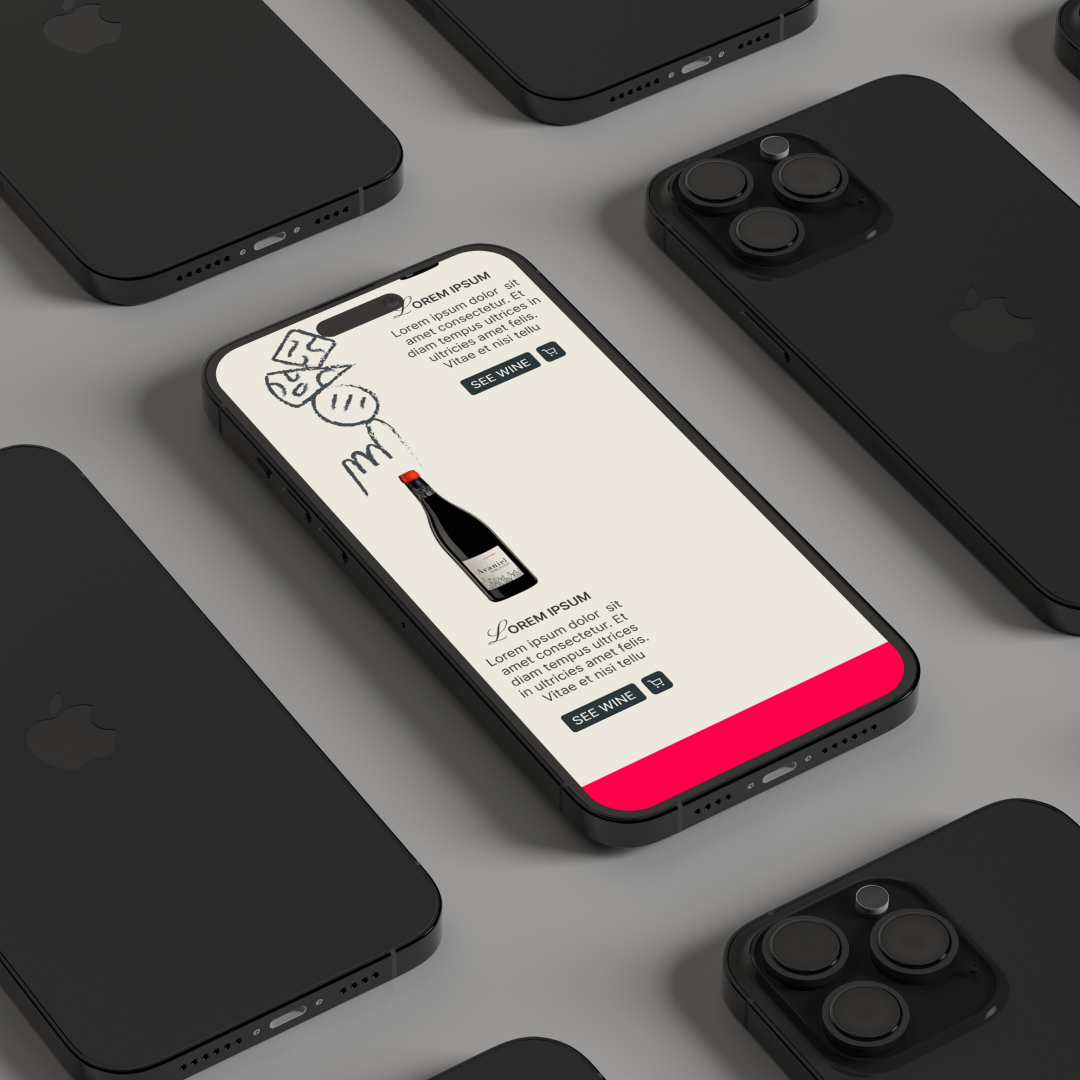 LOREM IPSUM
Lorem ipsum dolor sit
amet consectetur. Et
diam tempus ultrices in
ultricies amet felis.
Vitae et nisi tellu
SEE WINE
Avaniel
LOREM IPSUM
Lorem ipsum dolor sit
amet consectetur. Et
diam tempus ultrices
in ultricies amet felis.
Vitae et nisi tellu
SEE WINE